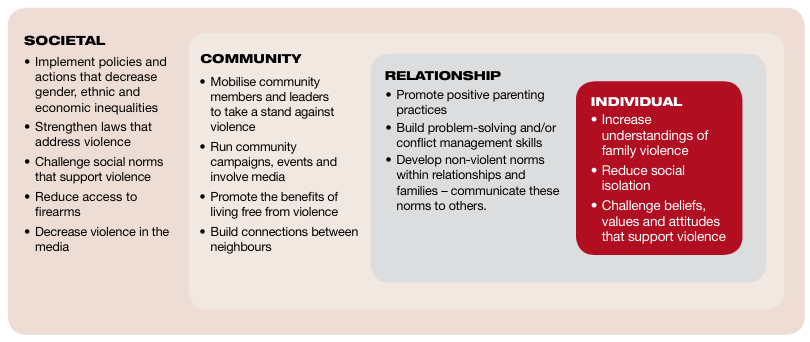 SOCIETAL
• Implement policies and
actions that decrease
gender, ethnic and
economic inequalities
• Strengthen laws that
address violence
• Challenge social norms
that support violence
• Reduce access to
firearms
• Decrease violence in the
media
COMMUNITY
• Mobilise community
members and leaders
to take a stand against
violence
• Run community
campaigns, events and
involve media
• Promote the benefits of
living free from violence
• Build connections between
neighbours
RELATIONSHIP
• Promote positive parenting
practices
• Build problem-solving and/or
conflict management skills
• Develop non-violent norms
within relationships and
families – communicate these
norms to others.
INDIVIDUAL
• Increase
understandings of
family violence
• Reduce social
isolation
• Challenge beliefs,
values and attitudes
that support violence